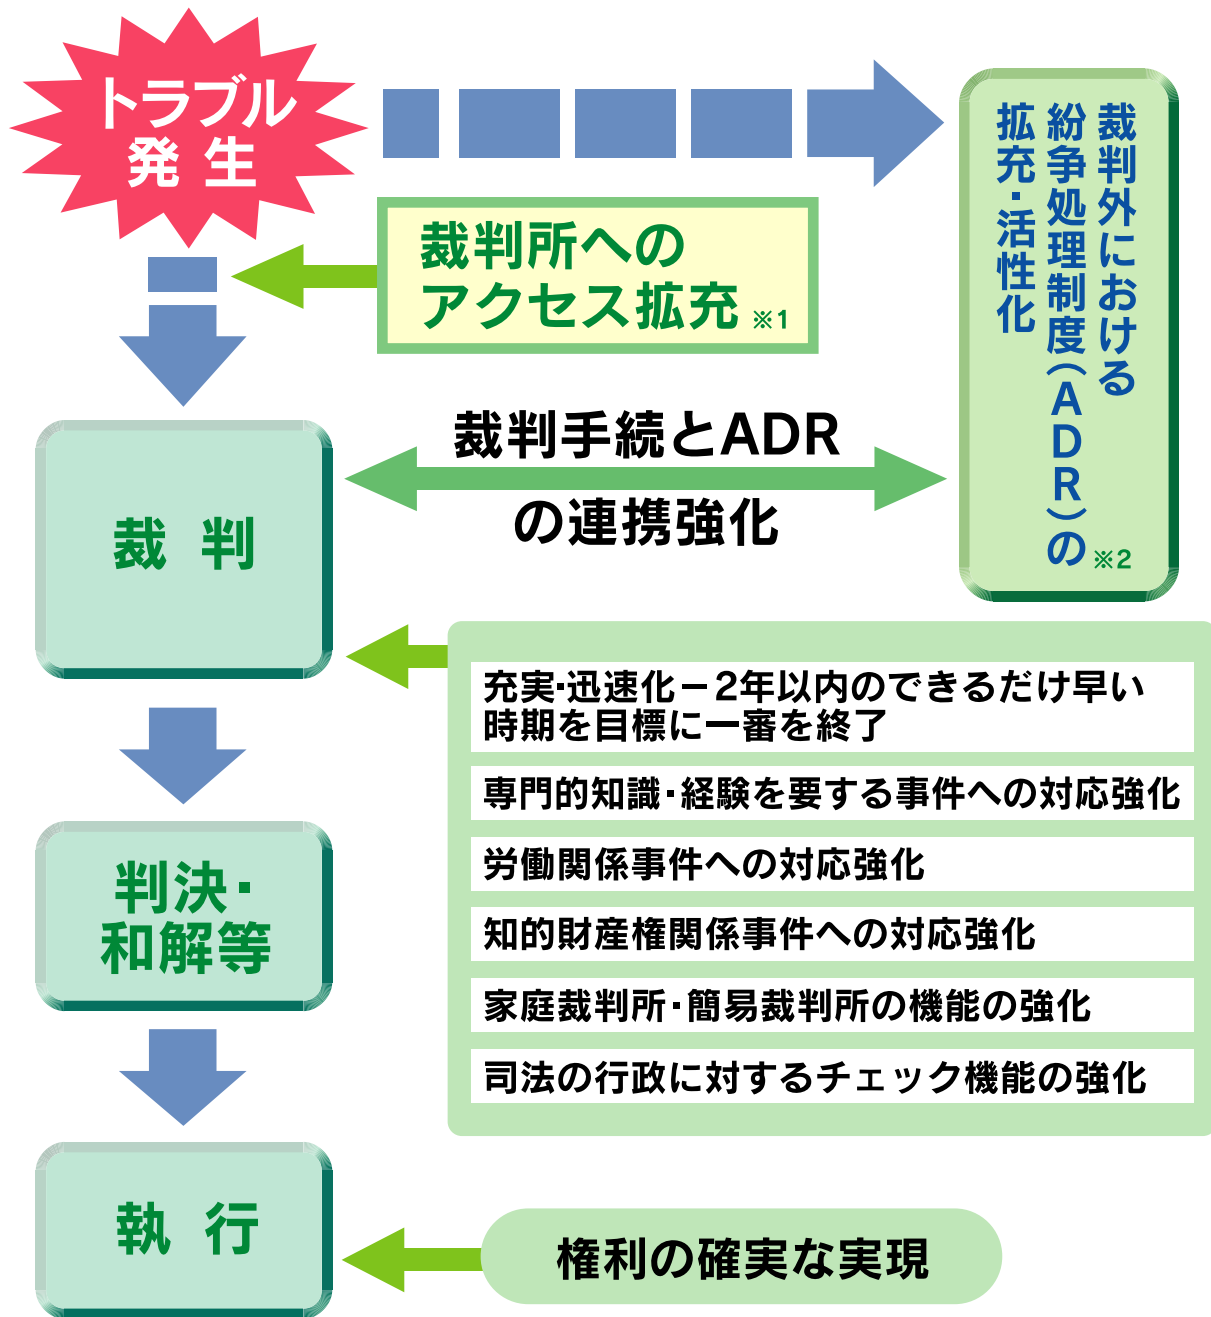 トラブル
発生
裁判外における
紛争処理制度(ADR)の
拡充・活性化
※2
裁判所への
アクセス拡充 ※1
裁判手続とADR
の連携強化
裁 判
充実・迅速化－2年以内のできるだけ早い
時期を目標に一審を終了
専門的知識・経験を要する事件への対応強化
労働関係事件への対応強化
知的財産権関係事件への対応強化
家庭裁判所・簡易裁判所の機能の強化
司法の行政に対するチェック機能の強化
判決・
和解等
執 行
権利の確実な実現